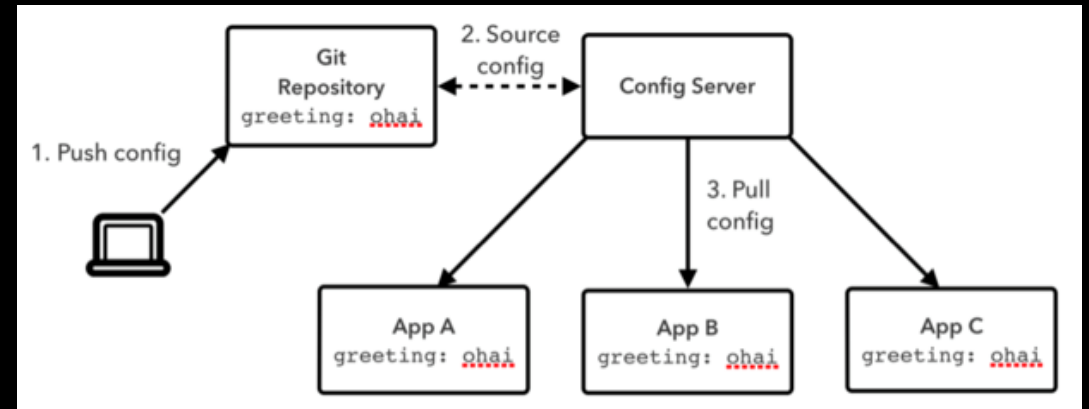 2. Source
config
Git
Repository
greeting: ohai
Config Server
1. Push config
3. Pull
config
App A
greeting: ohai
App B
greeting: ohai
App C
greeting: ohai